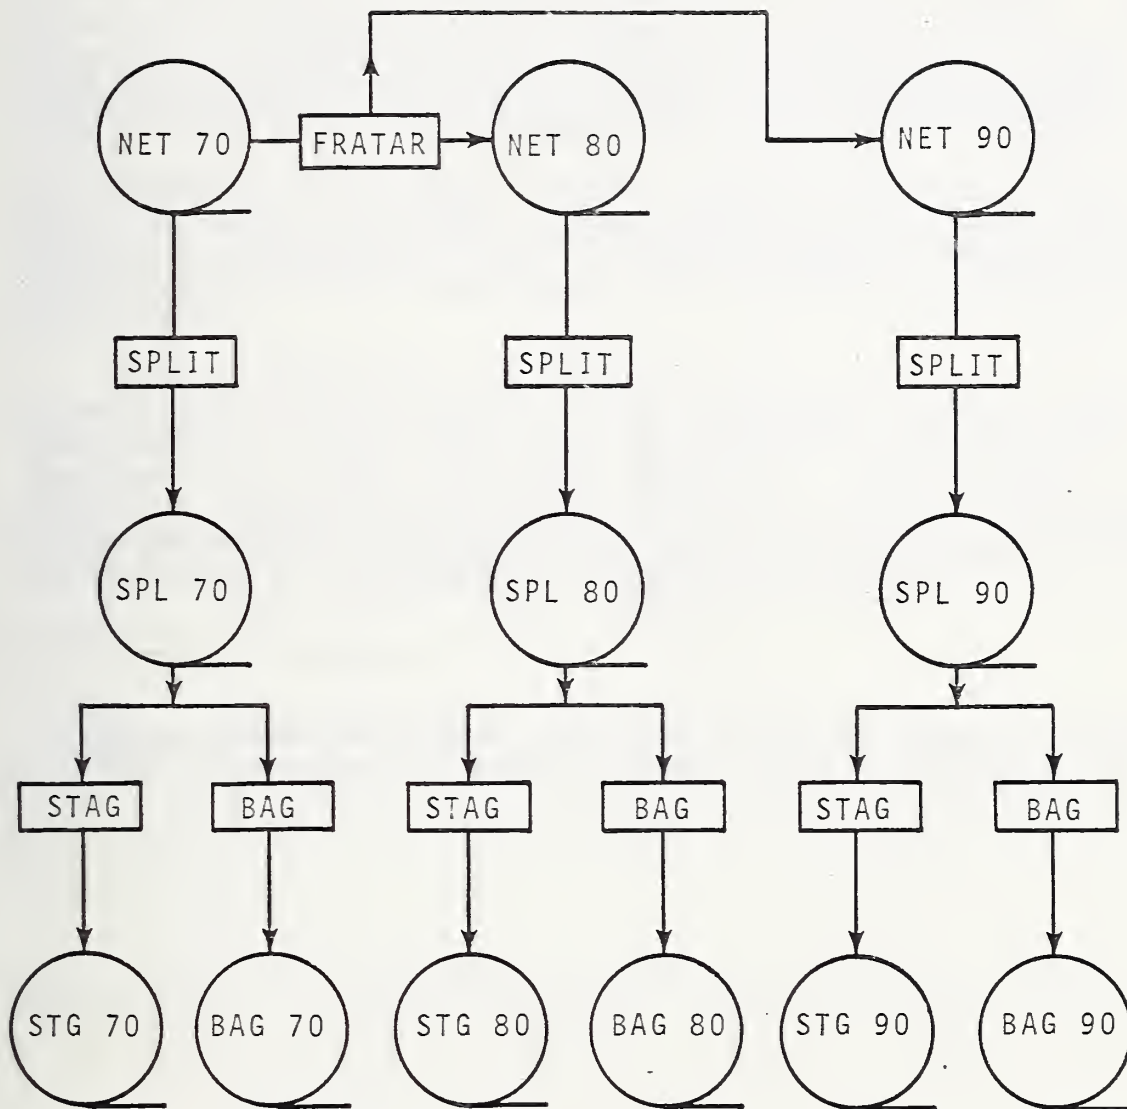 NET 70
FRATAR
NET 80
NET 90
SPLIT
SPLIT
SPLIT
SPL 70
SPL 80
SPL 90
STAG
BAG
STAG
BAG
STAG
BAG
STG 70
BAG 70
STG 80
BAG 80
STG 90
BAG 90